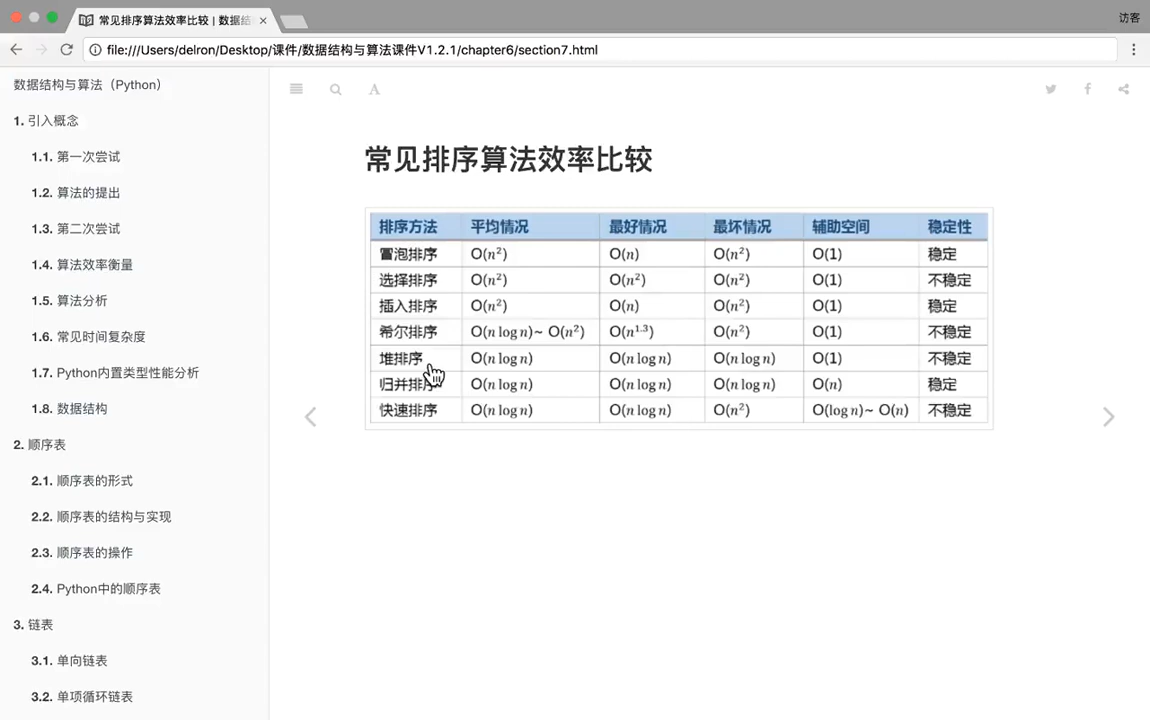 常见排序算法效率比较 | 数据结
访客
file:///Users/delron/Desktop/课件/数据结构与算法课件V1.2.1/chapter6/section7.html
数据结构与算法（Python）
1. 引入概念
1.1. 第一次尝试
1.2. 算法的提出
1.3. 第二次尝试
1.4. 算法效率衡量
1.5. 算法分析
1.6. 常见时间复杂度
1.7. Python内置类型性能分析
1.8. 数据结构
2. 顺序表
2.1. 顺序表的形式
2.2. 顺序表的结构与实现
2.3. 顺序表的操作
2.4. Python中的顺序表
3. 链表
3.1. 单向链表
3.2. 单项循环链表
A
常见排序算法效率比较
排序方法 平均情况 最好情况 最坏情况 辅助空间 稳定性
冒泡排序 O(n²) O(n) O(n²) O(1) 稳定
选择排序 O(n²) O(n²) O(n²) O(1) 不稳定
插入排序 O(n²) O(n) O(n²) O(1) 稳定
希尔排序 O(n log n)~ O(n²) O(n¹·³) O(n²) O(1) 不稳定
堆排序 O(n log n) O(n log n) O(n log n) O(1) 不稳定
归并排序 O(n log n) O(n log n) O(n log n) O(n) 稳定
快速排序 O(n log n) O(n log n) O(n²) O(log n)~ O(n) 不稳定